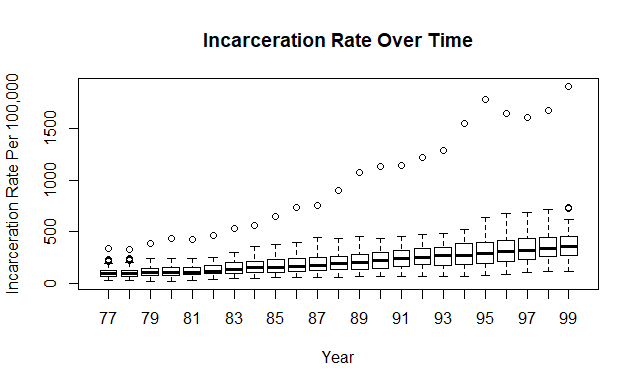 Incarceration Rate Over Time
Incarceration Rate Per 100,000
1500
1000
500
0
77 79 81 83 85 87 89 91 93 95 97 99
Year